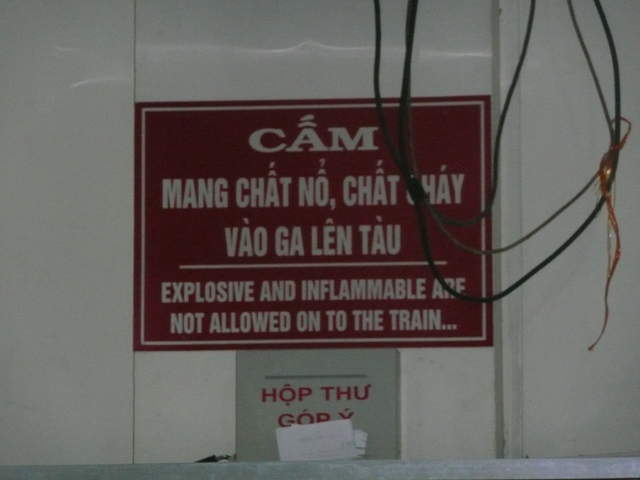 CẤM
MANG CHẤT NỔ, CHẤT CHÁY
VÀO GA LÊN TÀU
EXPLOSIVE AND INFLAMMABLE ARE
NOT ALLOWED ON TO THE TRAIN...
HỘP THƯ
GÓP Ý